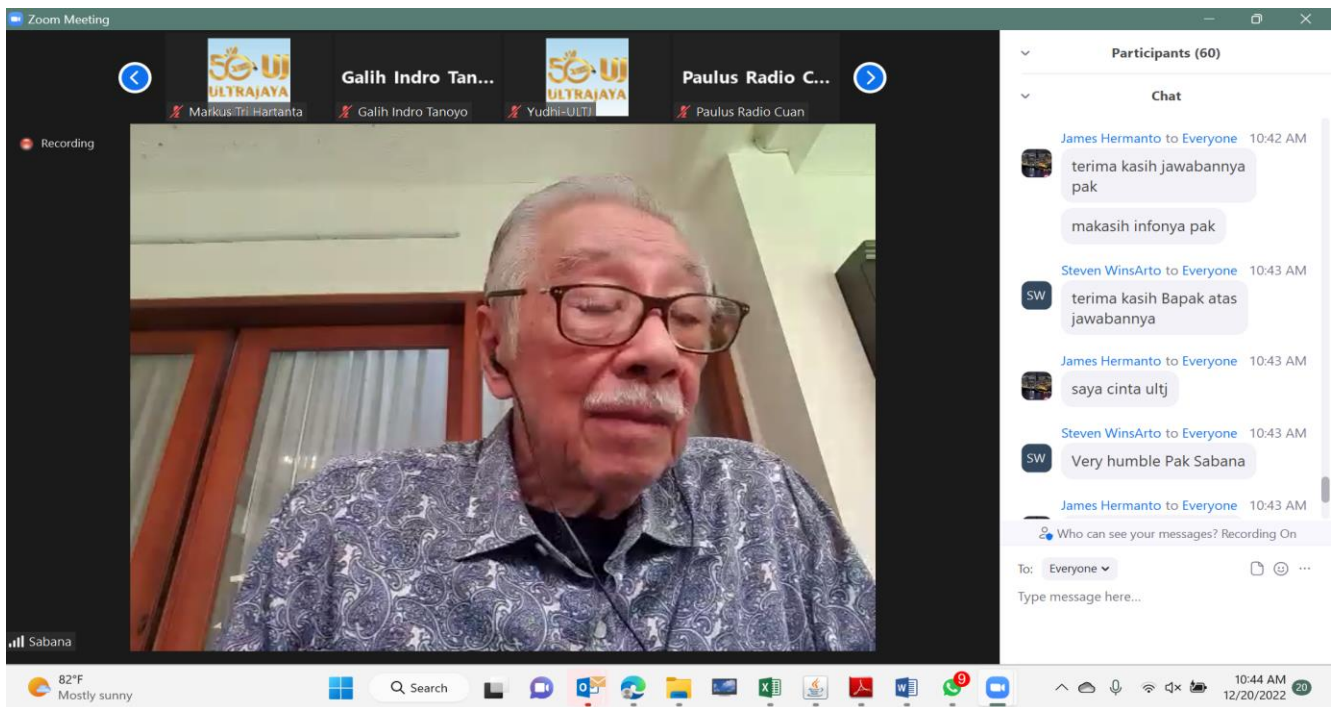 Zoom Meeting
50 UJ
ULTRAJAYA
Markus Tri Hartanta
Galih Indro Tan...
Galih Indro Tanoyo
50 UJ
ULTRAJAYA
Yudhi-ULTJ
Paulus Radio C...
Paulus Radio Cuan
Recording
Sabana
Participants (60)
Chat
James Hermanto to Everyone 10:42 AM
terima kasih jawabannya
pak
makasih infonya pak
Steven WinsArto to Everyone 10:43 AM
SW
terima kasih Bapak atas
jawabannya
James Hermanto to Everyone 10:43 AM
saya cinta ultj
Steven WinsArto to Everyone 10:43 AM
SW
Very humble Pak Sabana
James Hermanto to Everyone 10:43 AM
Who can see your messages? Recording On
To: Everyone
Type message here...
82°F
Mostly sunny
Search
9
10:44 AM
12/20/2022
20